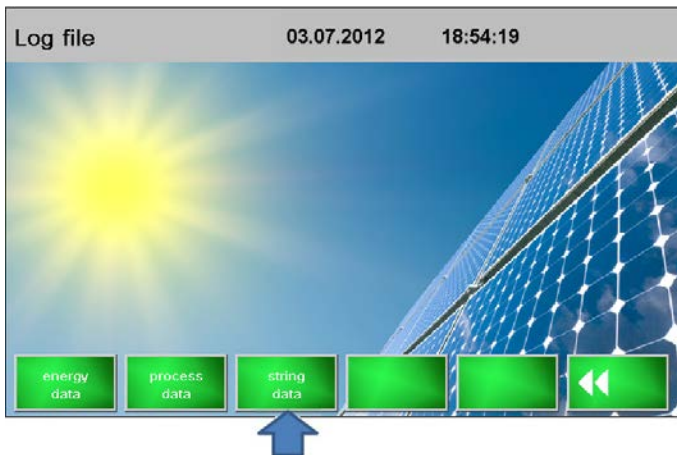 Log file 03.07.2012 18:54:19
energy data process data string data